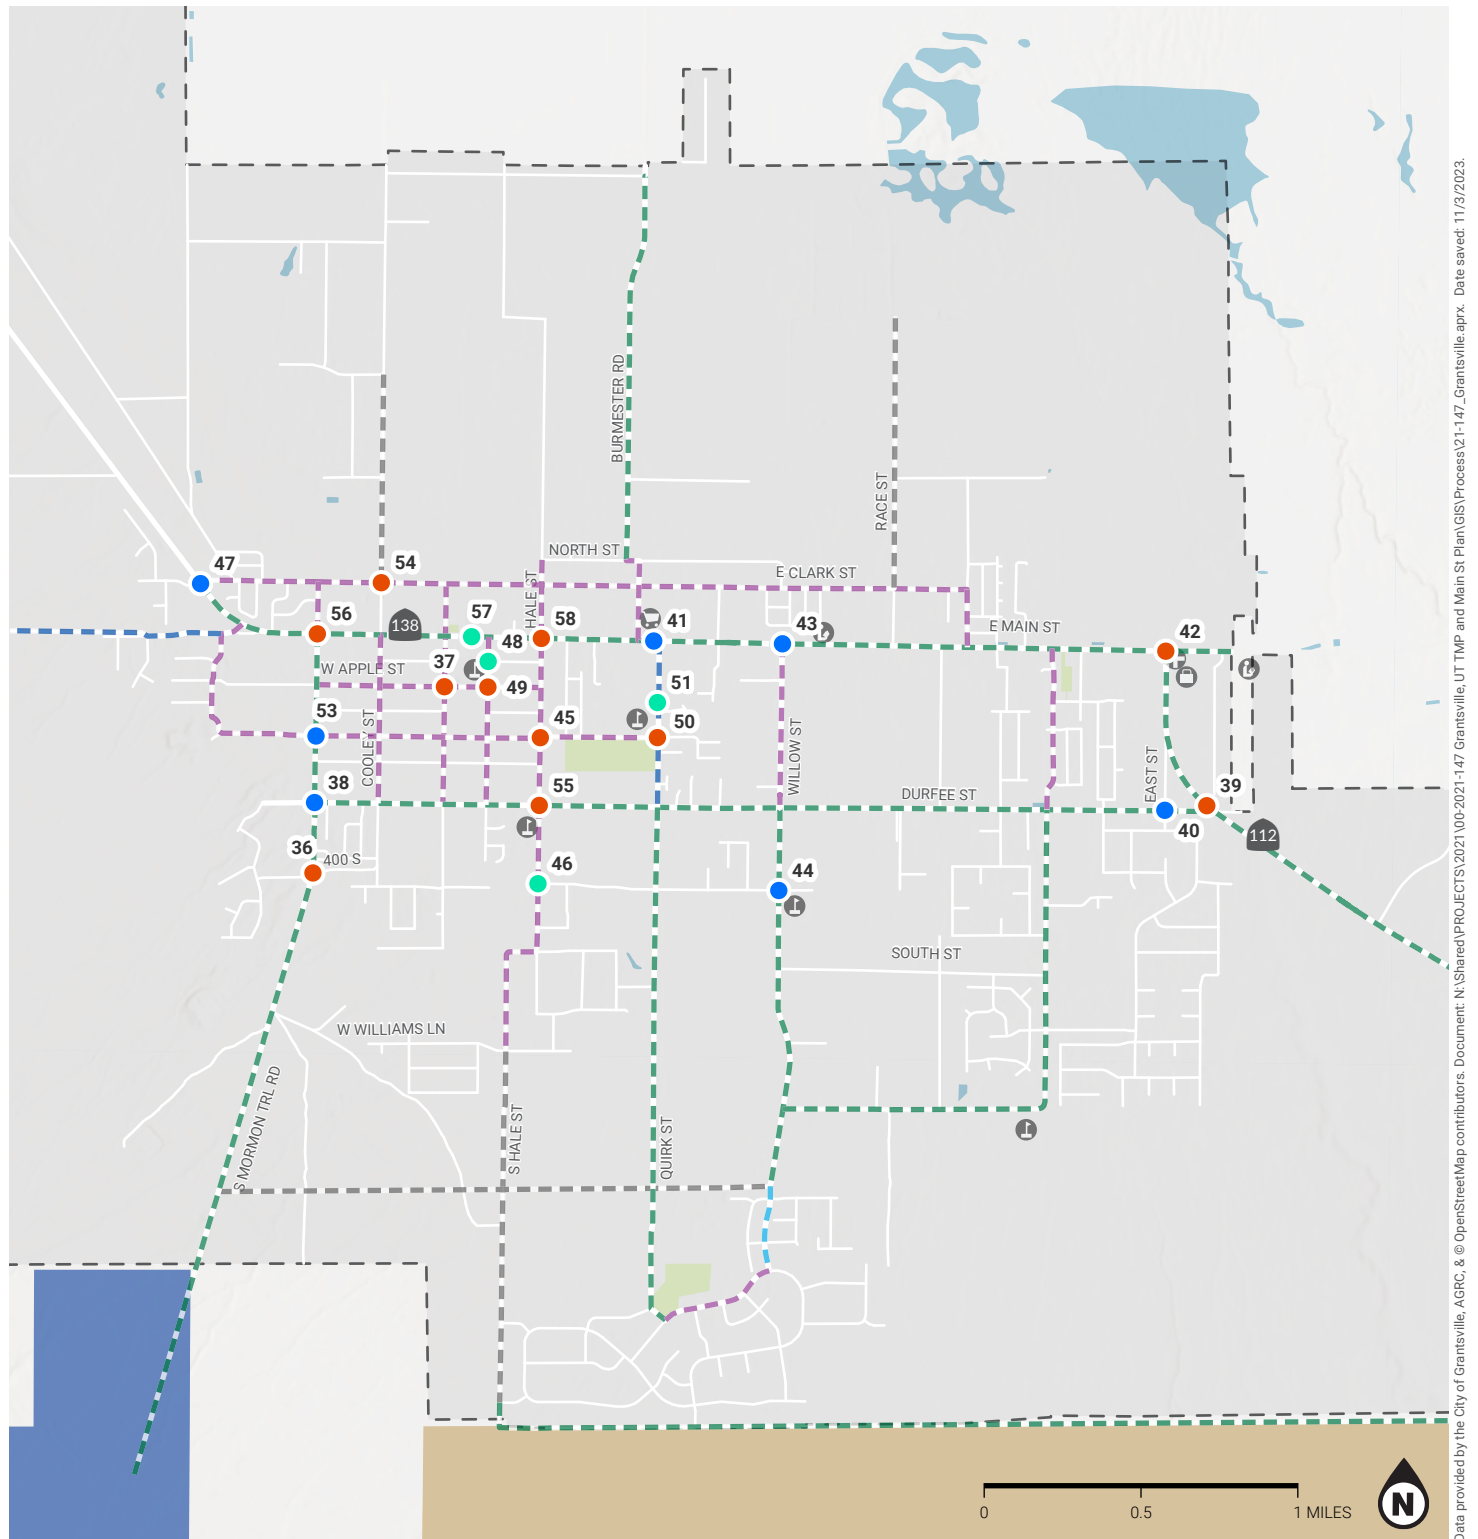 BURMESTER RD
RACE ST
NORTH ST
47
54
E CLARK ST
HALE ST
56
138
57
58
41
43
E MAIN ST
42
48
W APPLE ST
37
49
51
53
45
50
COOLEY ST
WILLOW ST
EAST ST
38
55
DURFEE ST
39
40
112
36
400 S
46
44
SOUTH ST
W WILLIAMS LN
S MORMON TRL RD
S HALE ST
QUIRK ST
0
0.5
1 MILES
N
Data provided by the City of Grantsville, AGRC, & © OpenStreetMap contributors. Document: N:\Shared\PROJECTS\2021\00-2021-147 Grantsville, UT TMP and Main St Plan\GIS\Process\21-147_Grantsville.aprx. Date saved: 11/3/2023.